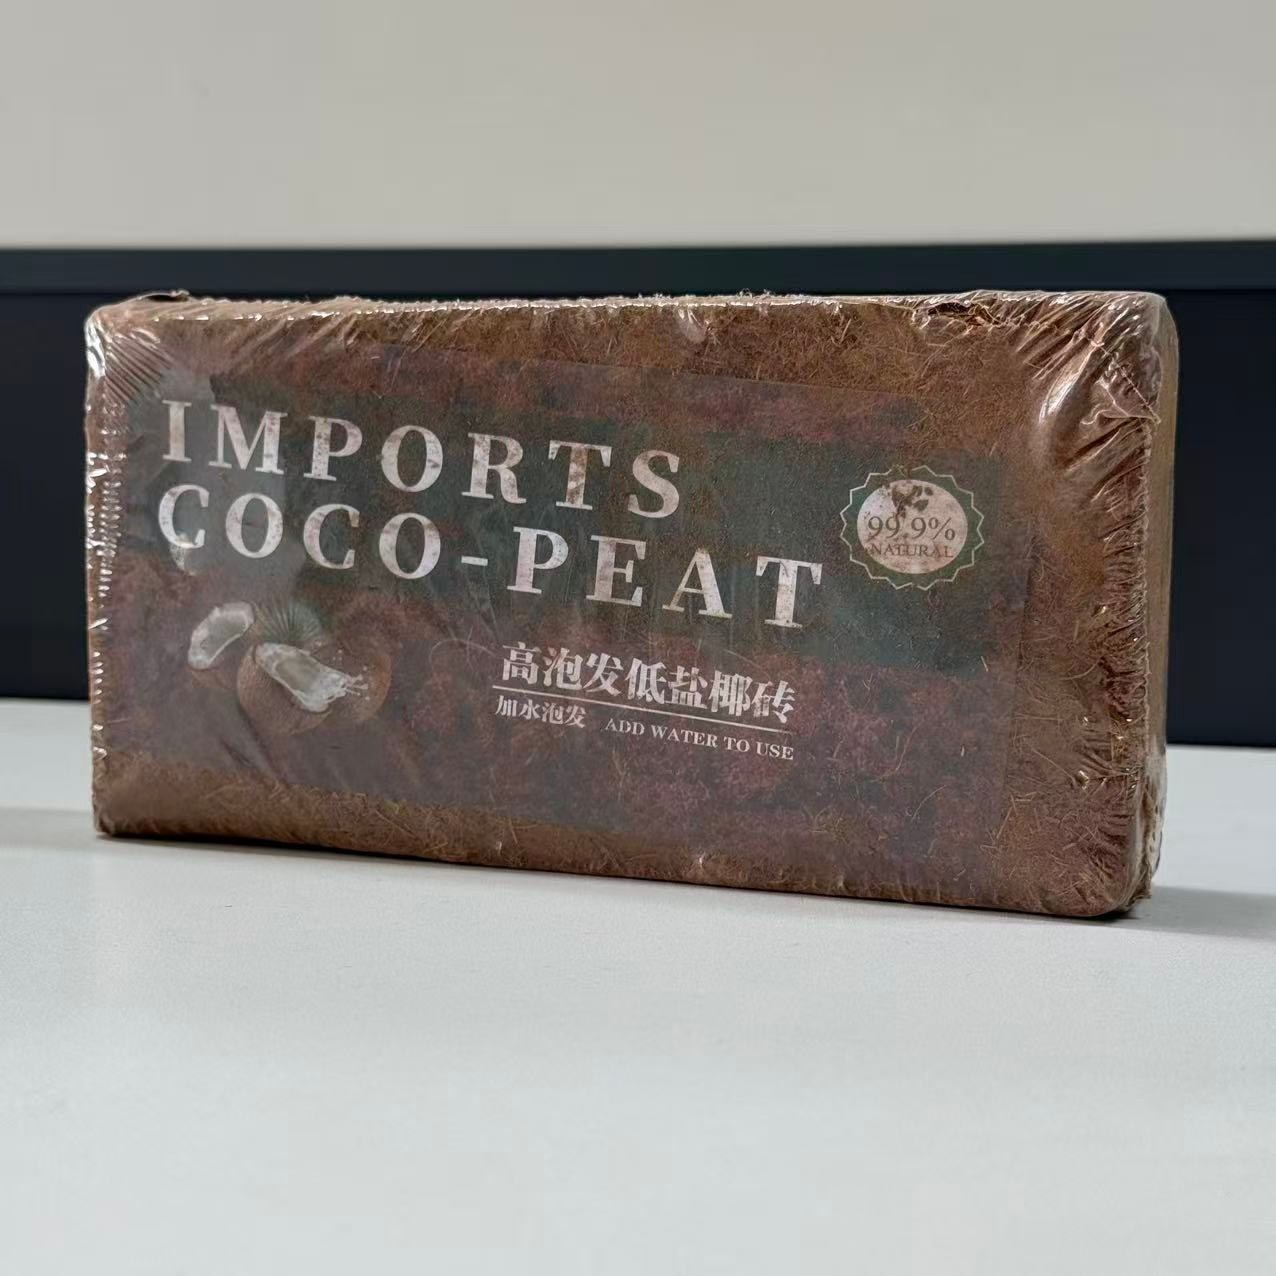 IMPORTS
COCO-PEAT
99.9%
NATURAL
高泡发低盐椰砖
加水泡发 ADD WATER TO USE